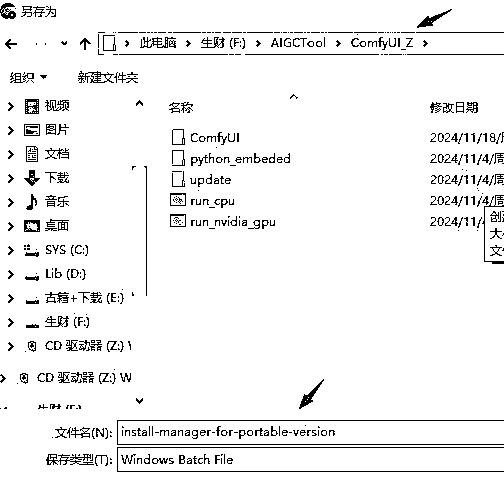 另存为
此电脑 > 生财 (F:) > AIGCTool > ComfyUI_Z >
组织 新建文件夹
名称 修改日期
视频
图片
文档
下载
音乐
桌面
SYS (C:)
Lib (D:)
古籍+下载 (E:)
生财 (F:)
CD 驱动器 (Z:) W
CD 驱动器 (Z:) W
ComfyUI 2024/11/18/
python_embeded 2024/11/4/周
update 2024/11/4/周
run_cpu 2024/11/4/周
run_nvidia_gpu 2024/11/4
文件名(N): install-manager-for-portable-version
保存类型(T): Windows Batch File